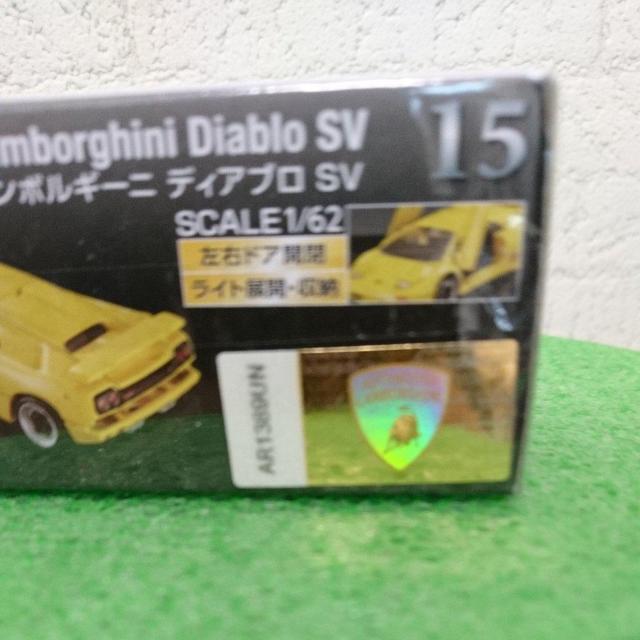 mborghini Diablo SV
15
ンボルギーニ ディアブロ SV
SCALE1/62
左右ドア開閉
ライト展開・収納
AR1389UN